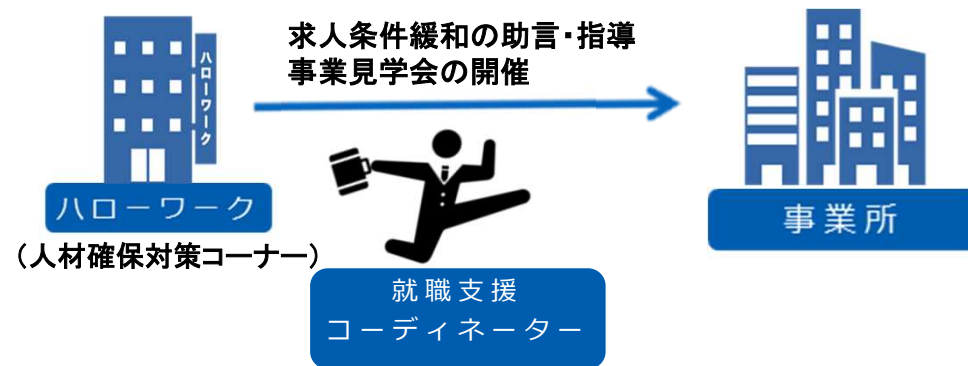 求人条件緩和の助言・指導
事業見学会の開催
ハローワーク
ハローワーク
（人材確保対策コーナー）
就職支援
コーディネーター
事業所